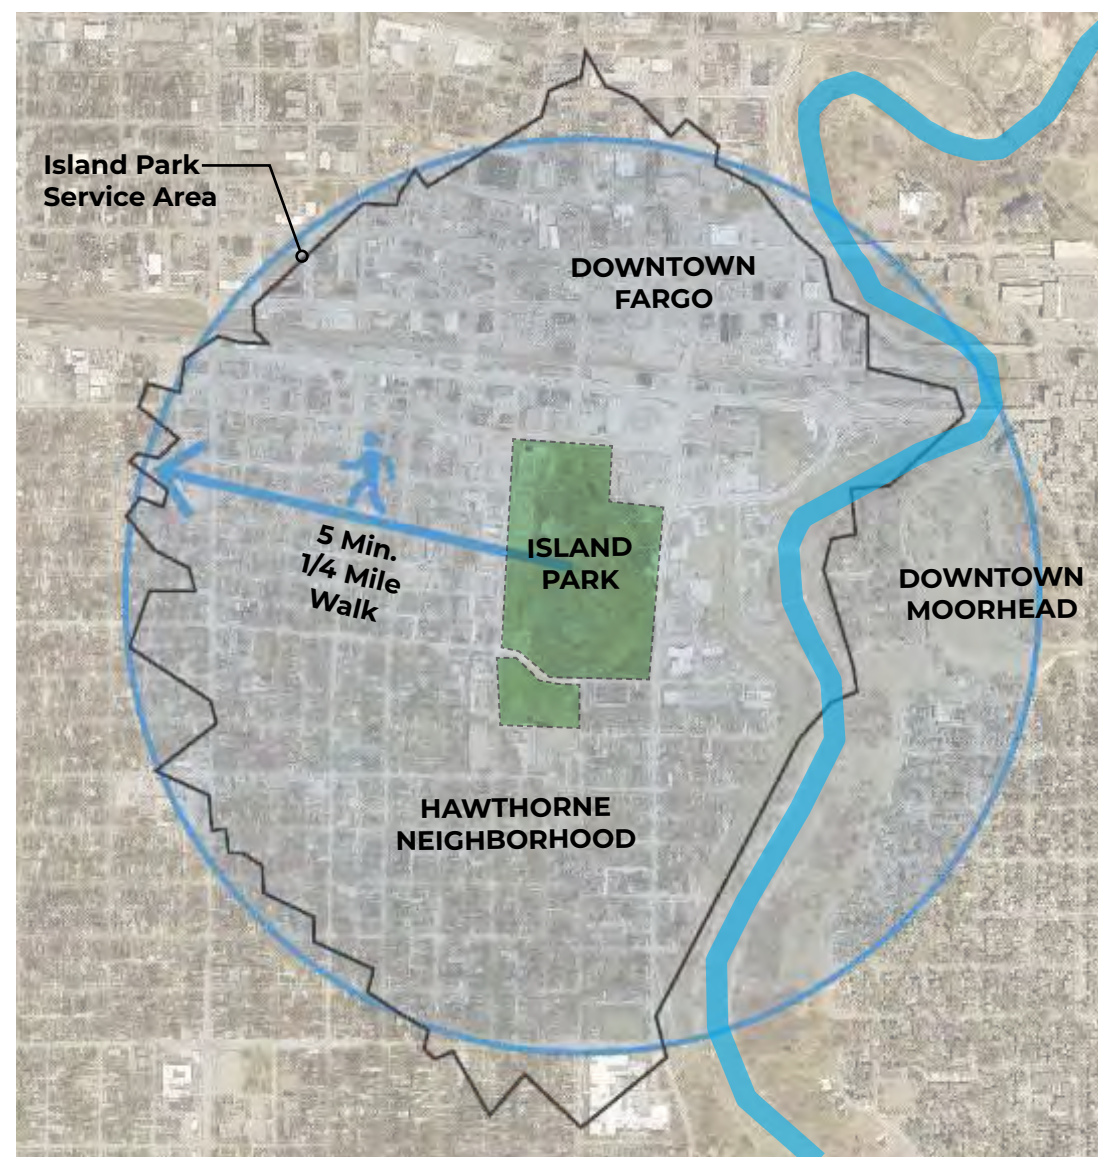 Island Park
Service Area
DOWNTOWN
FARGO
5 Min.
1/4 Mile
Walk
ISLAND
PARK
DOWNTOWN
MOORHEAD
HAWTHORNE
NEIGHBORHOOD